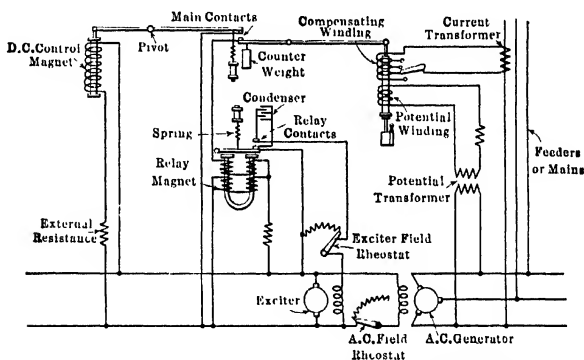 Main Contacts
Compensating
Winding
Current
Transformer
D.C.Control
Magnet
Pivot
Counter
Weight
Condenser
Relay
Contacts
Spring
Potential
Winding
Relay
Magnet
Potential
Transformer
Feeders
or Mains
External
Resistance
Exciter Field
Rheostat
Exciter
A.C.Field
Rheostat
A.C.Generator